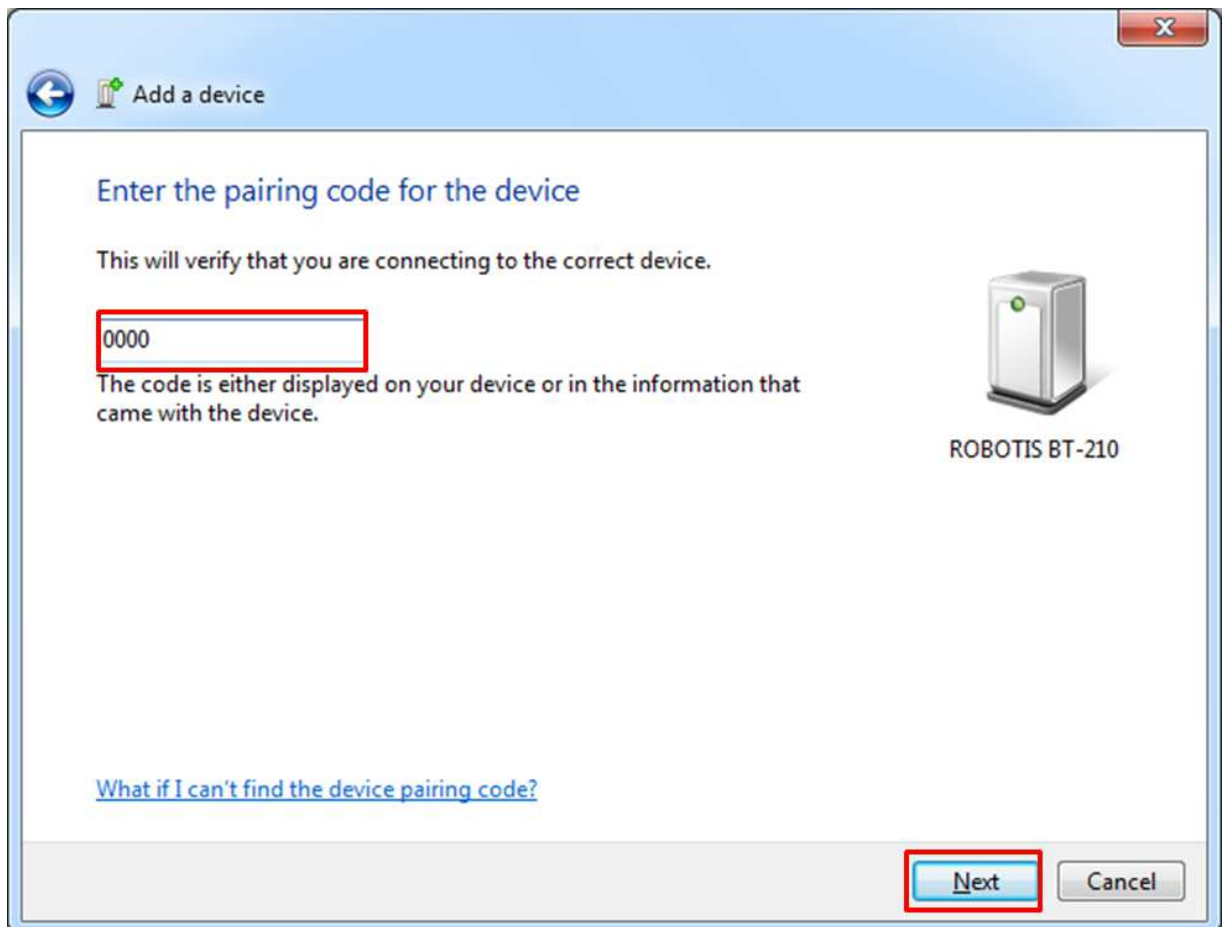 Add a device
Enter the pairing code for the device
This will verify that you are connecting to the correct device.
0000
The code is either displayed on your device or in the information that
came with the device.
ROBOTIS BT-210
What if I can't find the device pairing code?
Next
Cancel